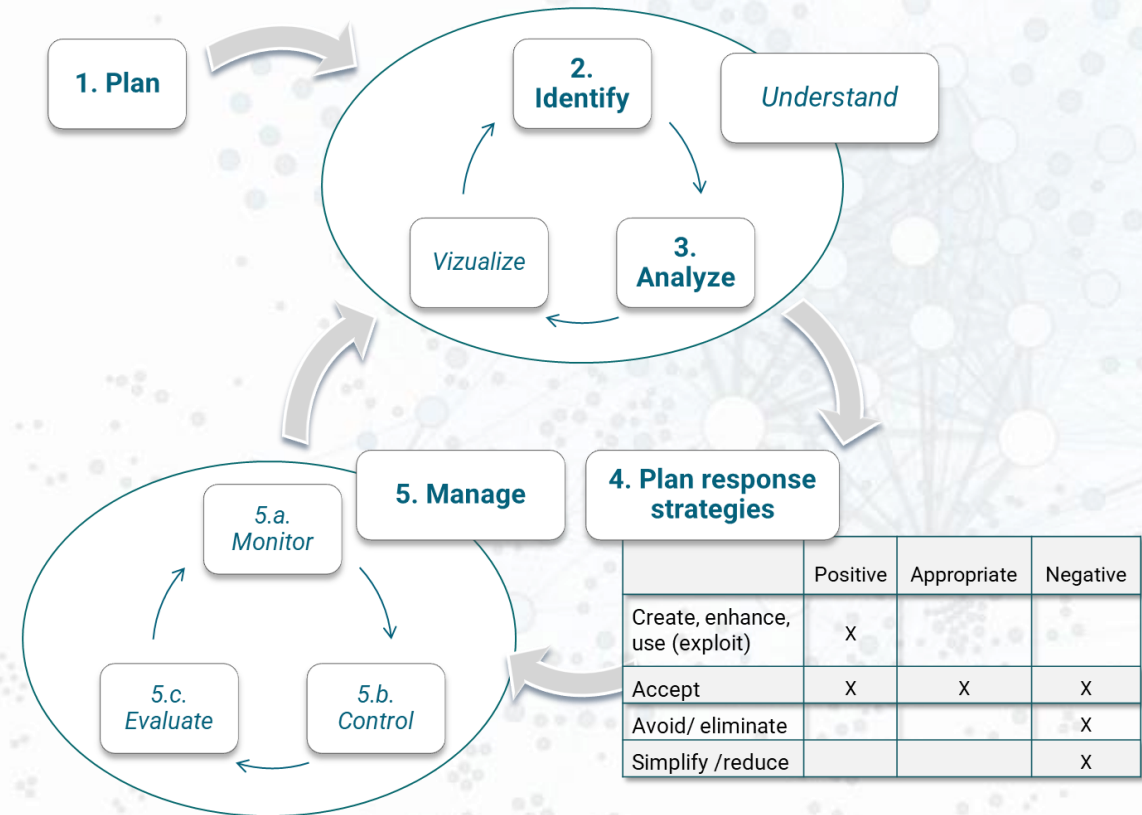 1. Plan
2.
Identify
Understand
Vizualize
3.
Analyze
5. Manage
4. Plan response
strategies
5.a.
Monitor
5.c.
Evaluate
5.b.
Control
Positive Appropriate Negative
Create, enhance,
use (exploit) X
Accept X X X
Avoid/ eliminate X
Simplify /reduce X